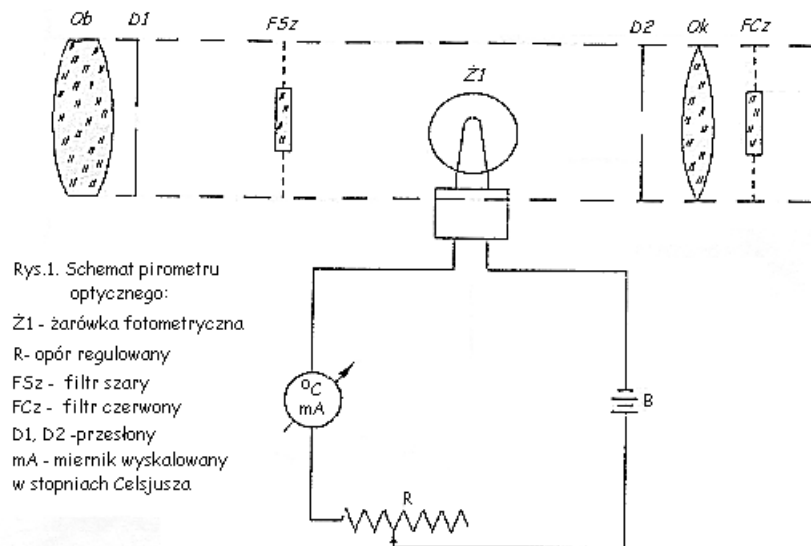 Ob D1 FSz D2 Ok FCz
Ż1
Rys.1. Schemat pirometru
optycznego:
Ż1 - żarówka fotometryczna
R- opór regulowany
FSz - filtr szary
FCz - filtr czerwony
D1, D2 -przesłony
mA - miernik wyskalowany
w stopniach Celsjusza
°C
mA
B
R